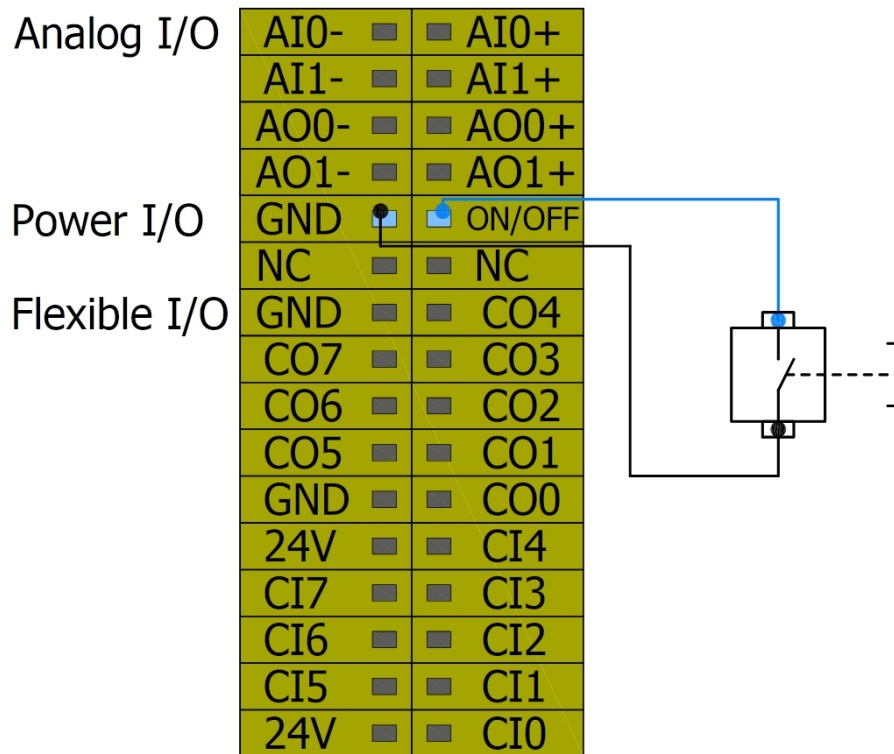 Analog I/O AI0- AI0+
AI1- AI1+
AO0- AO0+
AO1- AO1+
Power I/O GND ON/OFF
NC NC
Flexible I/O GND CO4
CO7 CO3
CO6 CO2
CO5 CO1
GND CO0
24V CI4
CI7 CI3
CI6 CI2
CI5 CI1
24V CI0